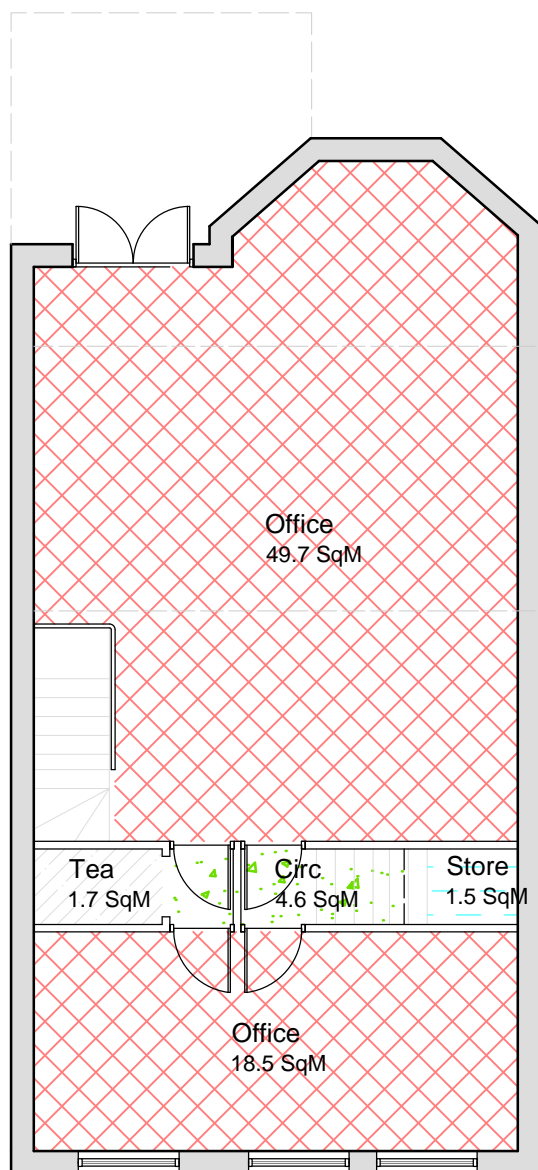 Office
49.7 SqM
Tea
1.7 SqM
Circ
4.6 SqM
Store
1.5 SqM
Office
18.5 SqM